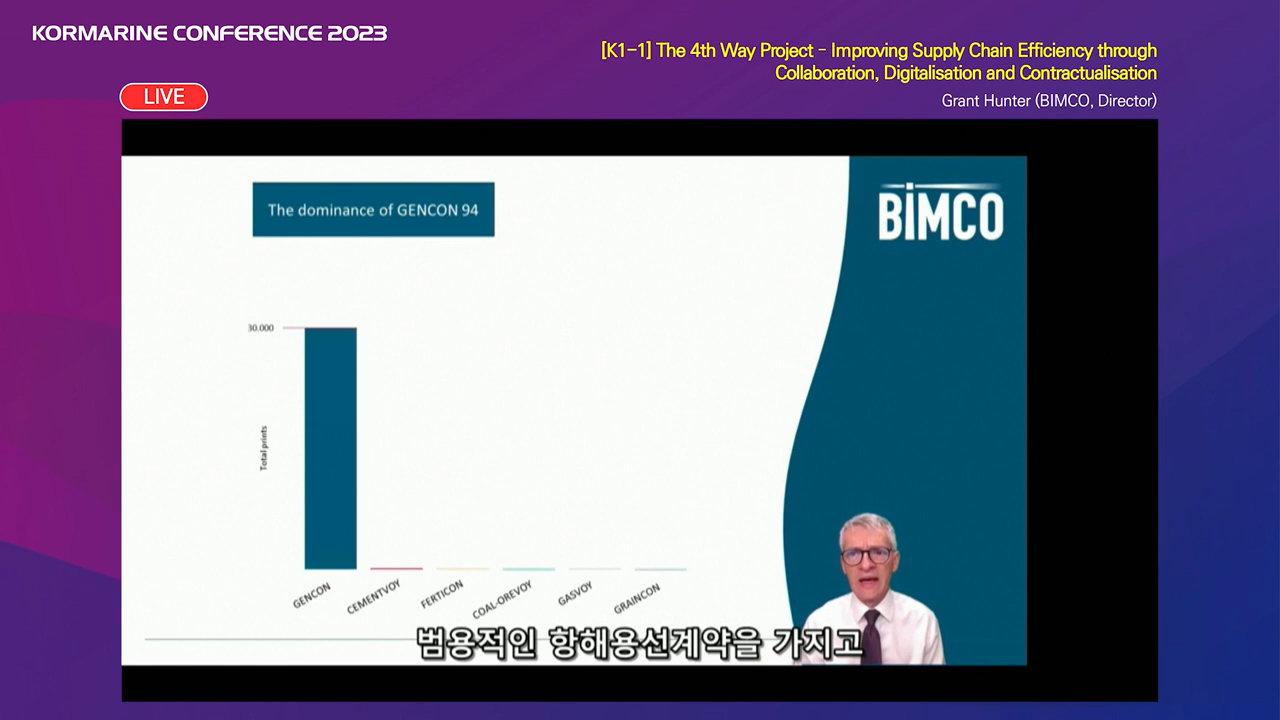 KORMARINE CONFERENCE 2023
[K1-1] The 4th Way Project - Improving Supply Chain Efficiency through
Collaboration, Digitalisation and Contractualisation
LIVE
Grant Hunter (BIMCO, Director)
The dominance of GENCON 94
BIMCO
30.000
Total prints
GENCON
CEMENTVOY
FERTICON
COAL-OREVOY
GASVOY
GRAINCON
범용적인 항해용선계약을 가지고